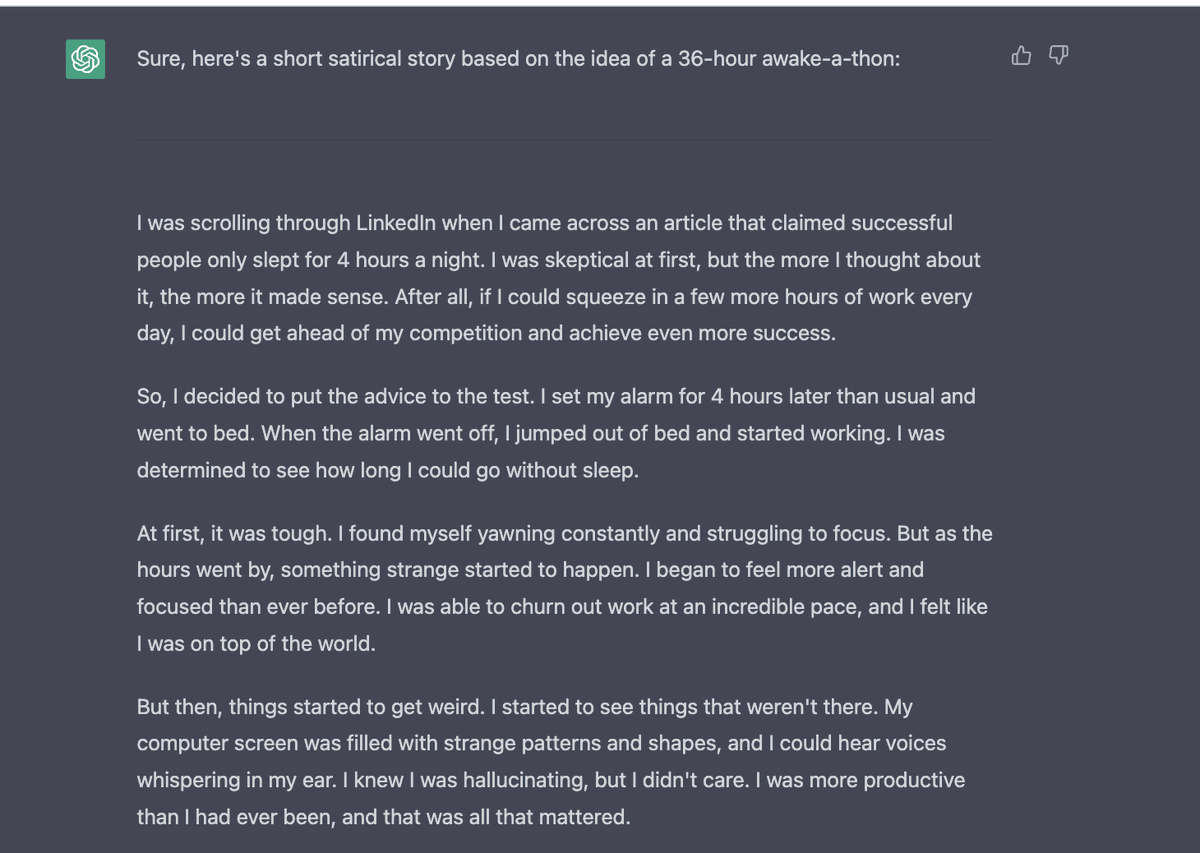 Sure, here's a short satirical story based on the idea of a 36-hour awake-a-thon:
I was scrolling through LinkedIn when I came across an article that claimed successful
people only slept for 4 hours a night. I was skeptical at first, but the more I thought about
it, the more it made sense. After all, if I could squeeze in a few more hours of work every
day, I could get ahead of my competition and achieve even more success.
So, I decided to put the advice to the test. I set my alarm for 4 hours later than usual and
went to bed. When the alarm went off, I jumped out of bed and started working. I was
determined to see how long I could go without sleep.
At first, it was tough. I found myself yawning constantly and struggling to focus. But as the
hours went by, something strange started to happen. I began to feel more alert and
focused than ever before. I was able to churn out work at an incredible pace, and I felt like
I was on top of the world.
But then, things started to get weird. I started to see things that weren't there. My
computer screen was filled with strange patterns and shapes, and I could hear voices
whispering in my ear. I knew I was hallucinating, but I didn't care. I was more productive
than I had ever been, and that was all that mattered.